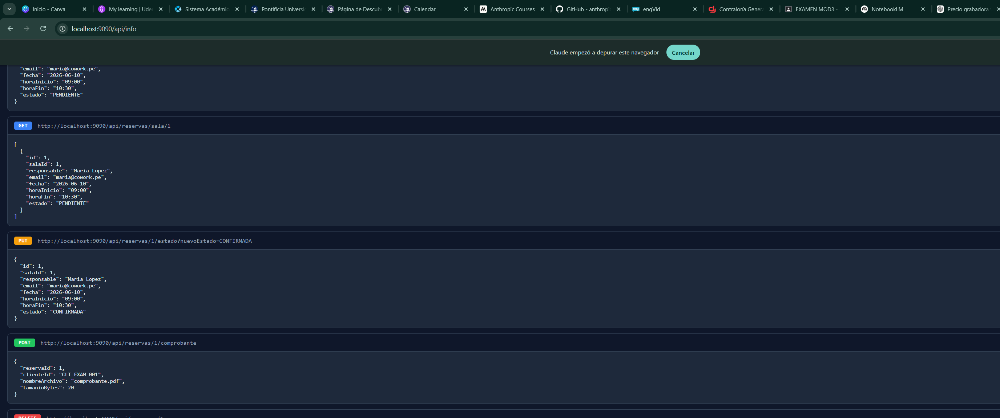 Inicio - Canva
My learning | Ude
Sistema Académic
Pontificia Universi
Página de Descub
Calendar
Anthropic Courses
GitHub - anthropic
engVid
Contraloría Genera
EXAMEN MOD3 -
NotebookLM
Precio grabadora
localhost:9090/api/info
Claude empezó a depurar este navegador
Cancelar
"email": "maria@cowork.pe",
"fecha": "2026-06-10",
"horaInicio": "09:00",
"horaFin": "10:30",
"estado": "PENDIENTE"
}
GET http://localhost:9090/api/reservas/sala/1
[
{
"id": 1,
"salaId": 1,
"responsable": "Maria Lopez",
"email": "maria@cowork.pe",
"fecha": "2026-06-10",
"horaInicio": "09:00",
"horaFin": "10:30",
"estado": "PENDIENTE"
}
]
PUT http://localhost:9090/api/reservas/1/estado?nuevoEstado=CONFIRMADA
{
"id": 1,
"salaId": 1,
"responsable": "Maria Lopez",
"email": "maria@cowork.pe",
"fecha": "2026-06-10",
"horaInicio": "09:00",
"horaFin": "10:30",
"estado": "CONFIRMADA"
}
POST http://localhost:9090/api/reservas/1/comprobante
{
"reservaId": 1,
"clienteId": "CLI-EXAM-001",
"nombreArchivo": "comprobante.pdf",
"tamanioBytes": 20
}
DELETE